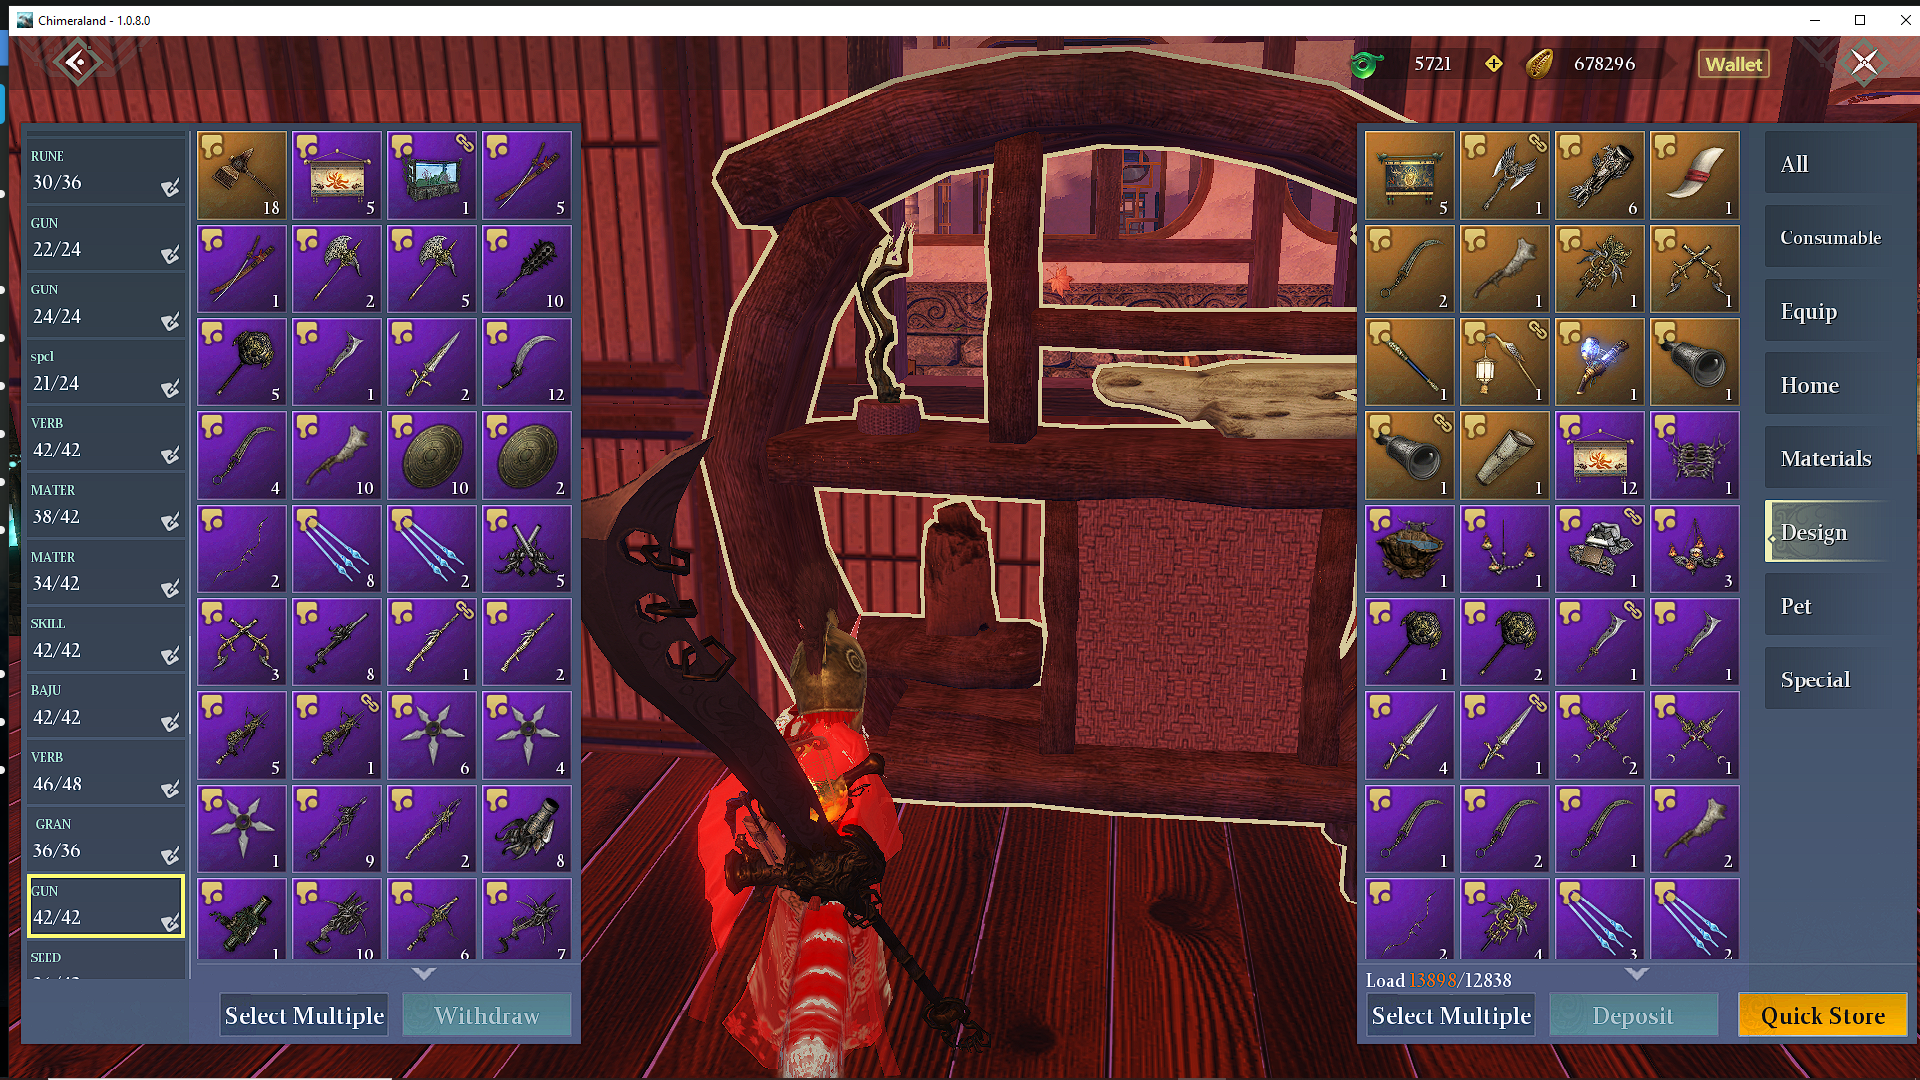 Chimeraland - 1.0.8.0
5721
678296
Wallet
RUNE
30/36
GUN
22/24
GUN
24/24
spcl
21/24
VERB
42/42
MATER
38/42
MATER
34/42
SKILL
42/42
BAJU
42/42
VERB
46/48
GRAN
36/36
GUN
42/42
SEED
18 5 1 5
1 2 5 10
5 1 2 12
4 10 10 2
2 8 2 5
3 8 1 2
5 1 6 4
1 9 2 8
1 10 6 7
Select Multiple
Withdraw
5 1 6 1
2 1 1 1
1 1 1 1
1 1 12 1
1 1 1 3
1 2 1 1
4 1 2 1
1 2 1 2
2 4 3 2
Load 13898/12838
Select Multiple
Deposit
Quick Store
All
Consumable
Equip
Home
Materials
Design
Pet
Special